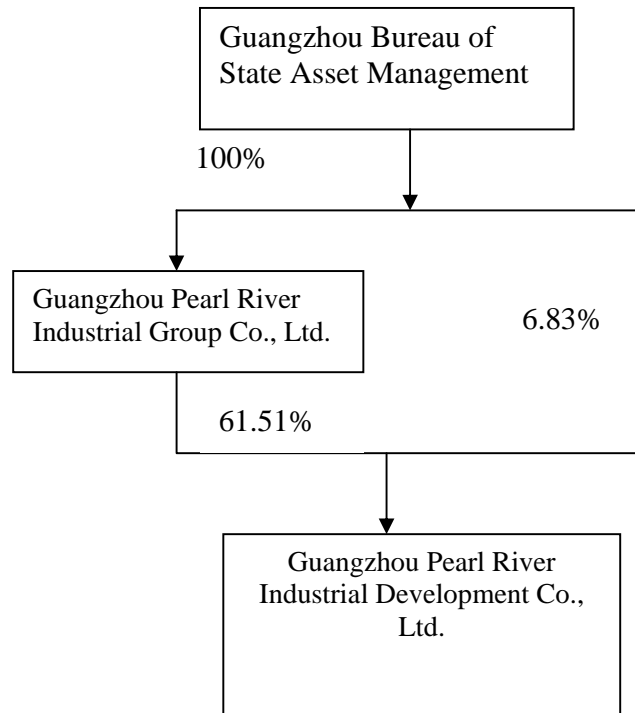 Guangzhou Bureau of
State Asset Management
100%
Guangzhou Pearl River
Industrial Group Co., Ltd.
6.83%
61.51%
Guangzhou Pearl River
Industrial Development Co.,
Ltd.